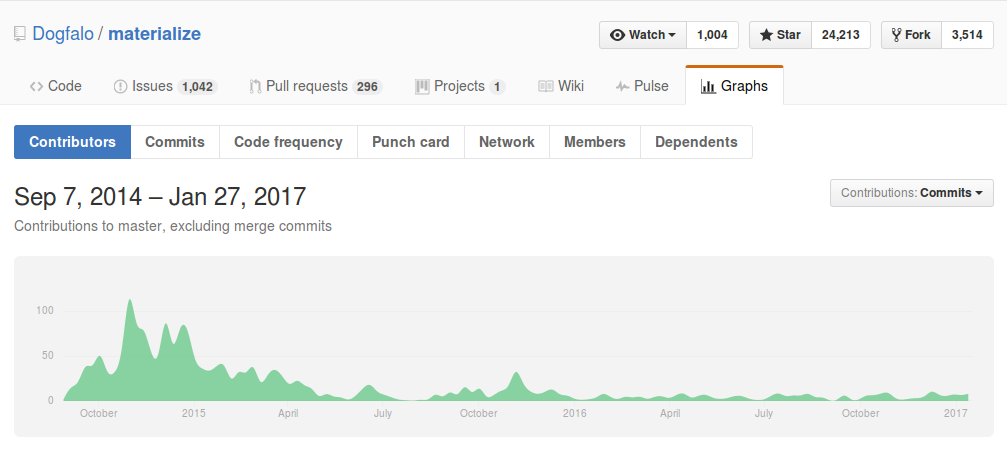 Dogfalo / materialize
Watch 1,004 Star 24,213 Fork 3,514
Code Issues 1,042 Pull requests 296 Projects 1 Wiki Pulse Graphs
Contributors Commits Code frequency Punch card Network Members Dependents
Sep 7, 2014 – Jan 27, 2017
Contributions: Commits
Contributions to master, excluding merge commits
100
50
0
October 2015 April July October 2016 April July October 2017